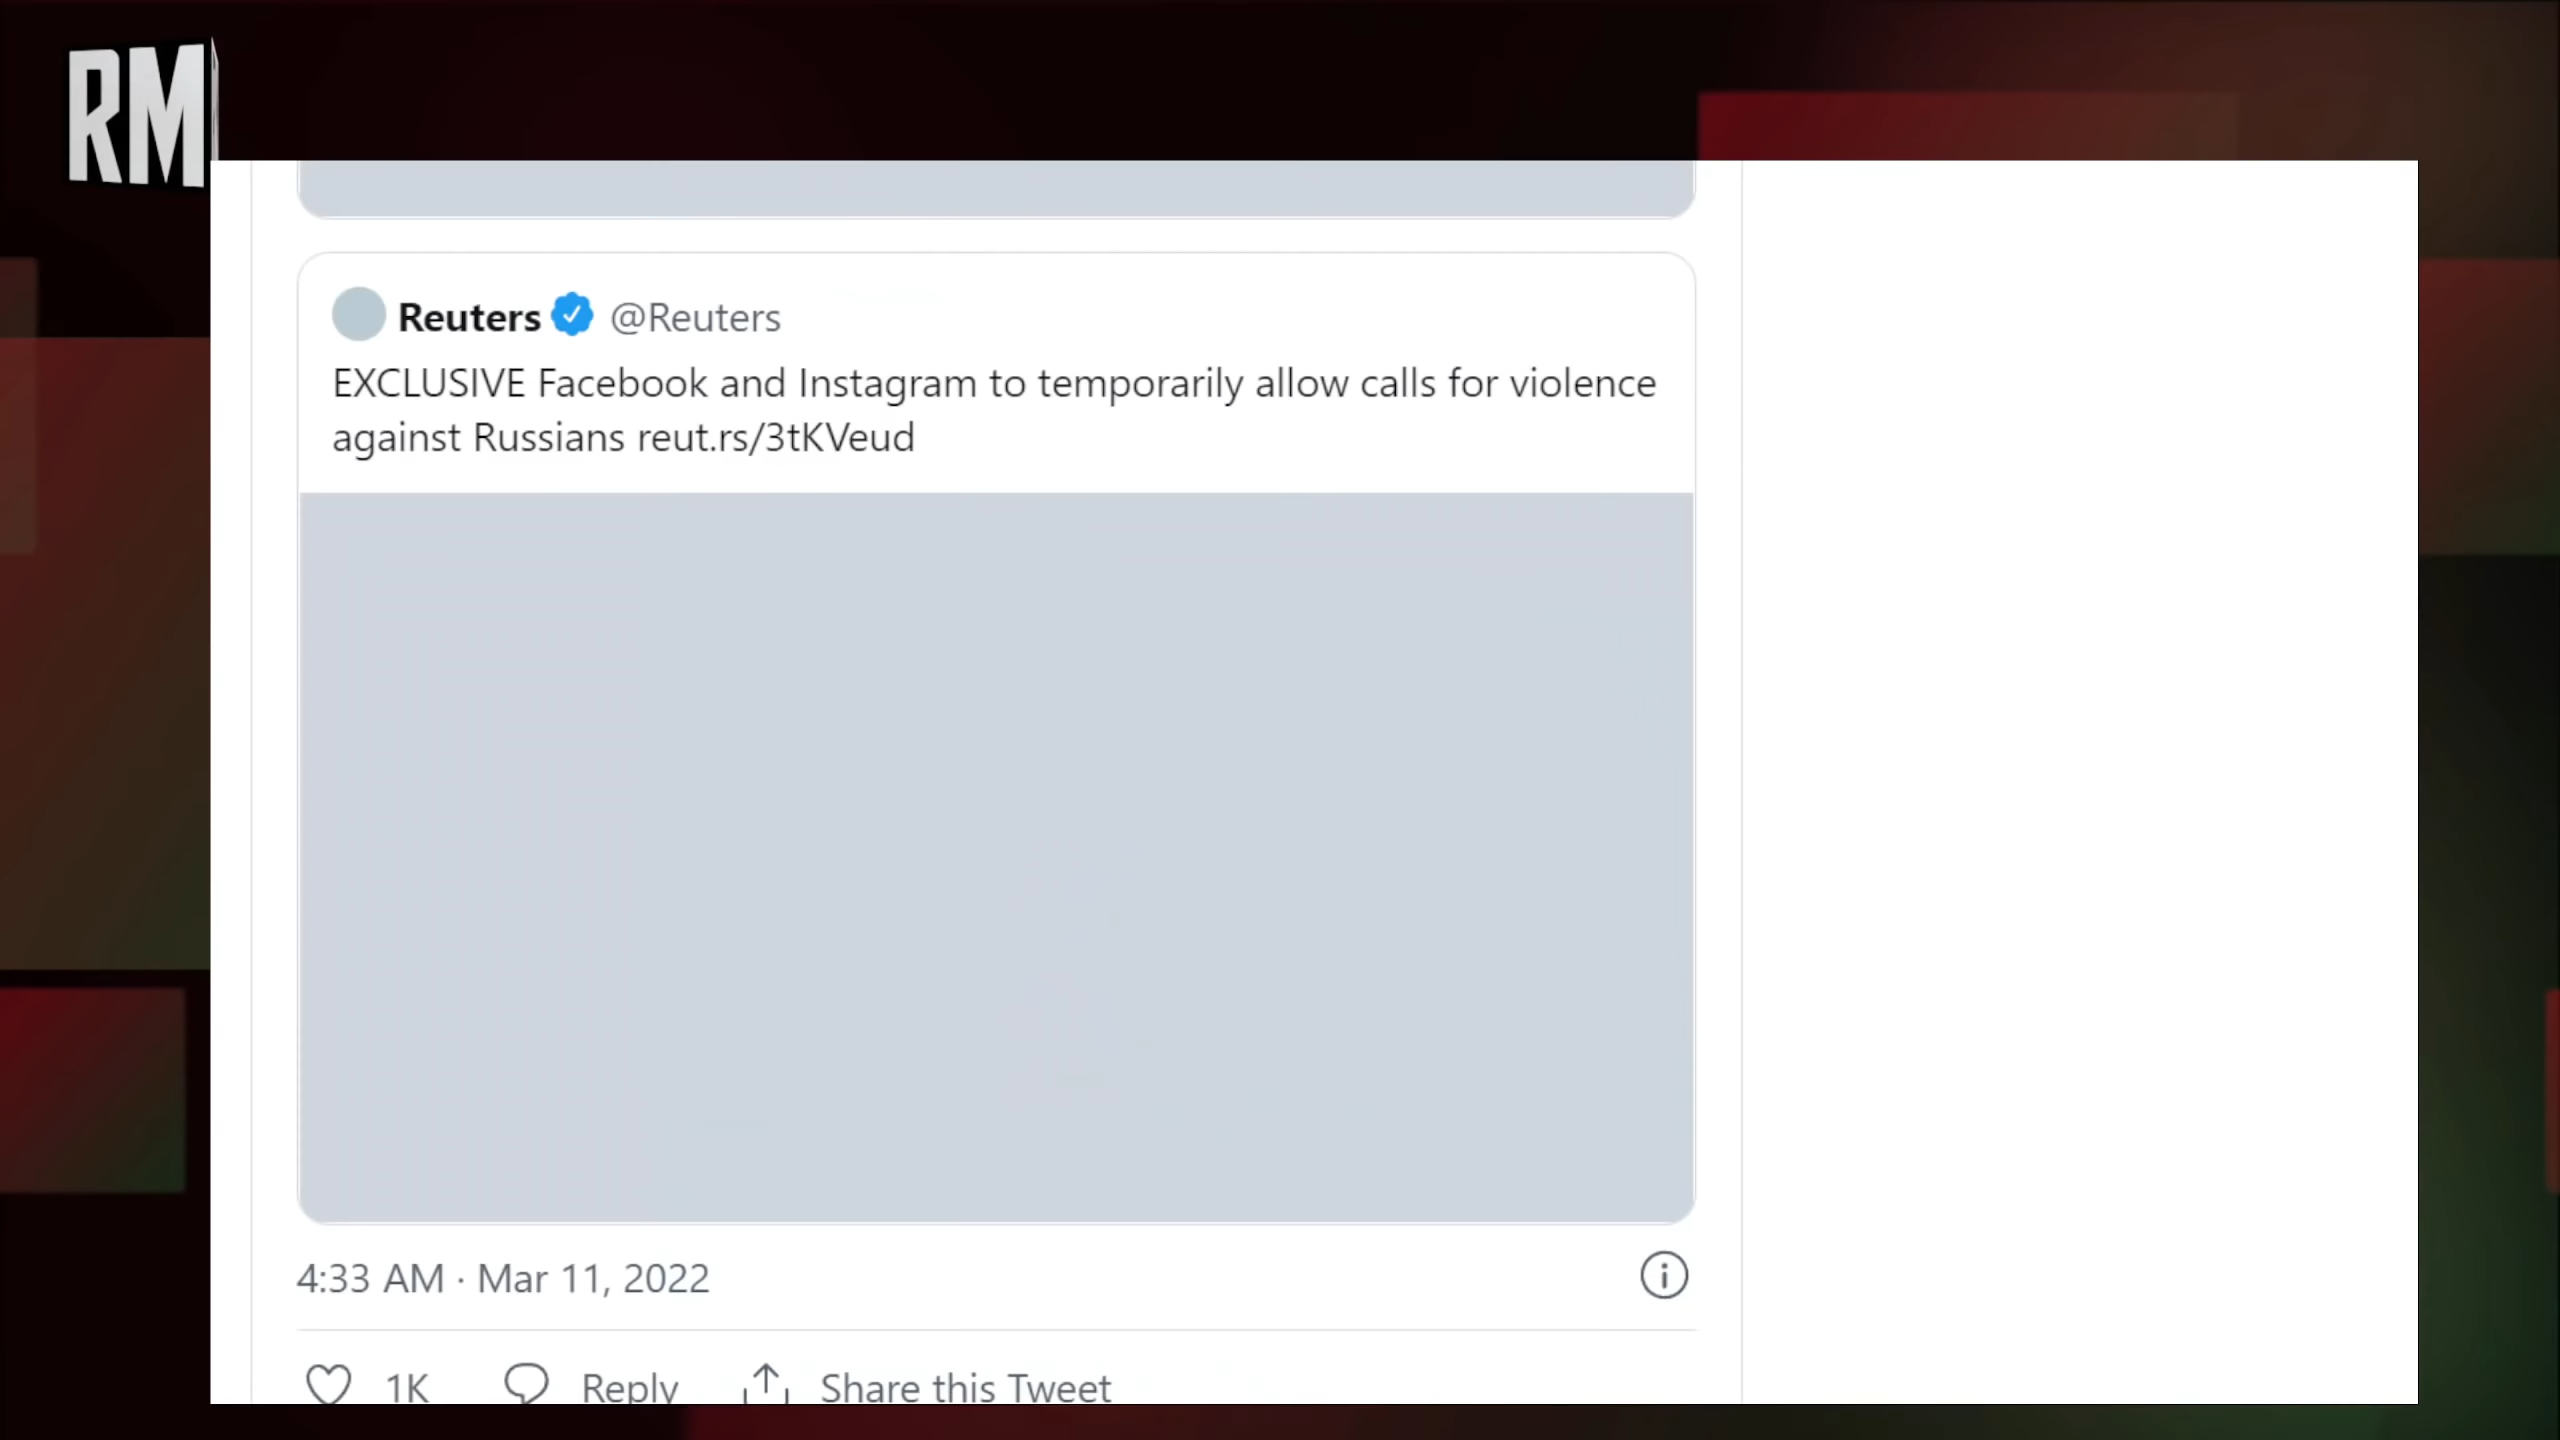 RM
Reuters @Reuters
EXCLUSIVE Facebook and Instagram to temporarily allow calls for violence
against Russians reut.rs/3tKVeud
4:33 AM · Mar 11, 2022
1K Reply Share this Tweet